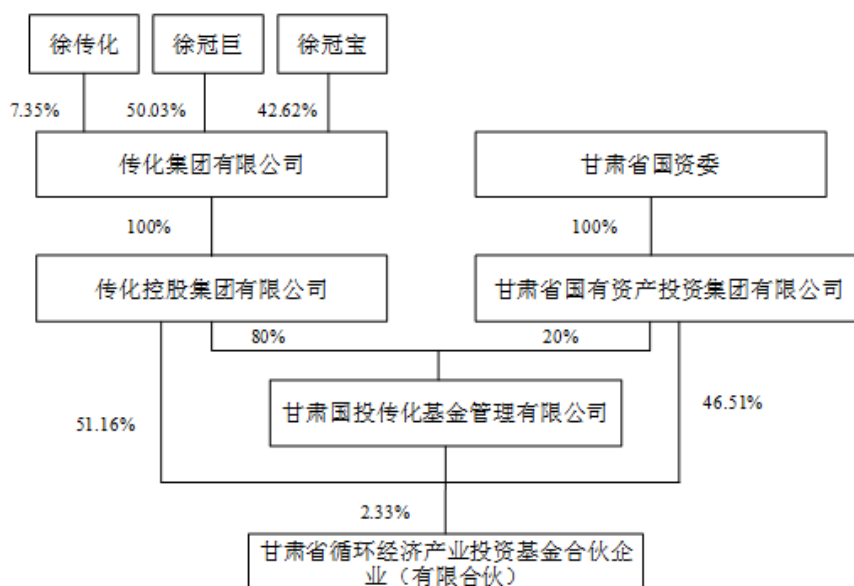 徐传化
徐冠巨
徐冠宝
7.35%
50.03%
42.62%
传化集团有限公司
甘肃省国资委
100%
100%
传化控股集团有限公司
甘肃省国有资产投资集团有限公司
80%
20%
甘肃国投传化基金管理有限公司
51.16%
46.51%
2.33%
甘肃省循环经济产业投资基金合伙企
业（有限合伙）